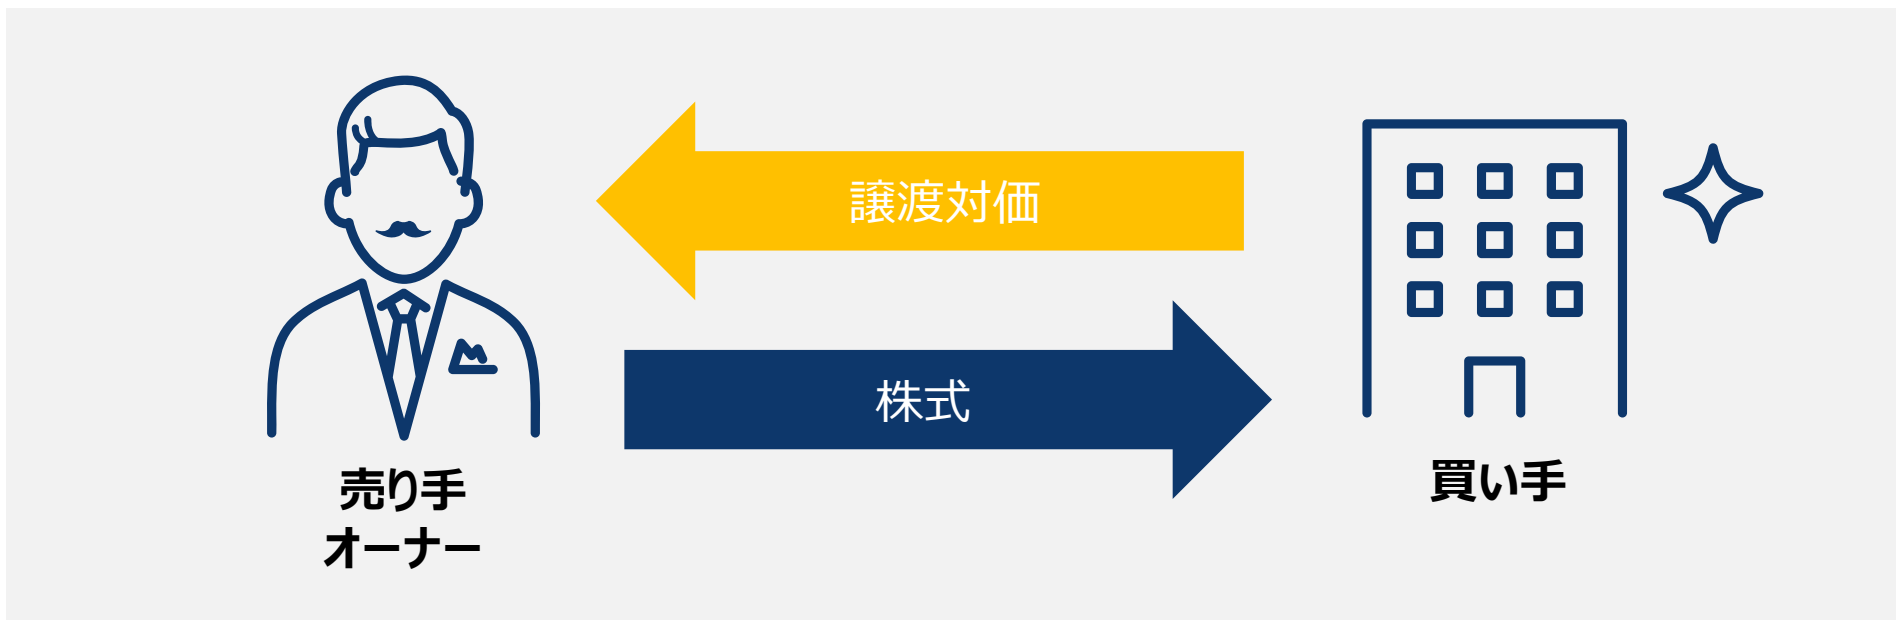 譲渡対価
株式
売り手
オーナー
買い手